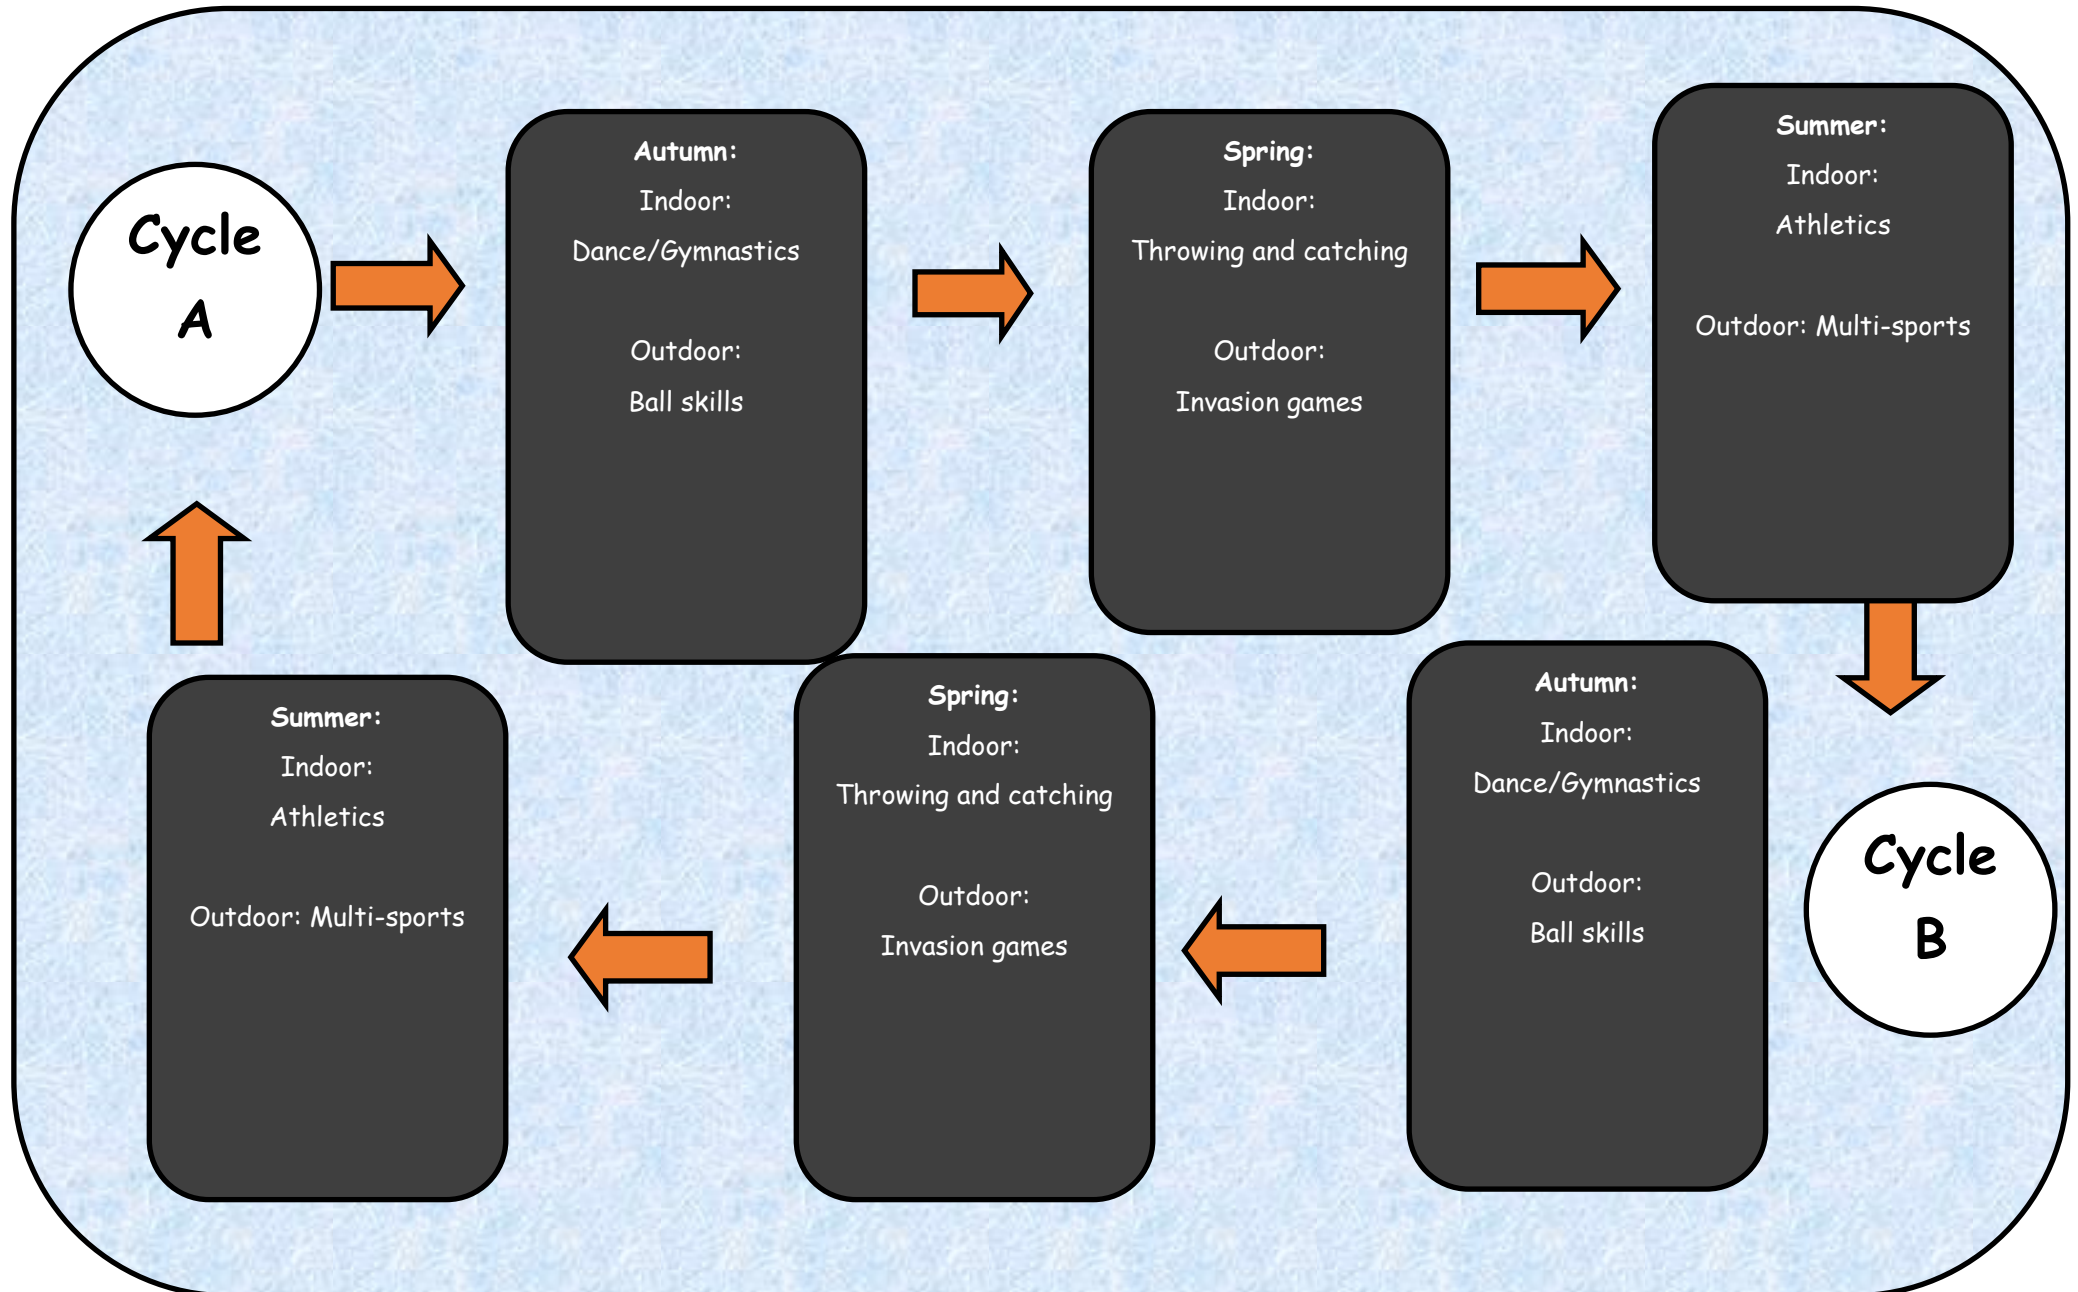 Cycle
A
Autumn:
Indoor:
Dance/Gymnastics
Outdoor:
Ball skills
Spring:
Indoor:
Throwing and catching
Outdoor:
Invasion games
Summer:
Indoor:
Athletics
Outdoor: Multi-sports
Cycle
B
Autumn:
Indoor:
Dance/Gymnastics
Outdoor:
Ball skills
Spring:
Indoor:
Throwing and catching
Outdoor:
Invasion games
Summer:
Indoor:
Athletics
Outdoor: Multi-sports